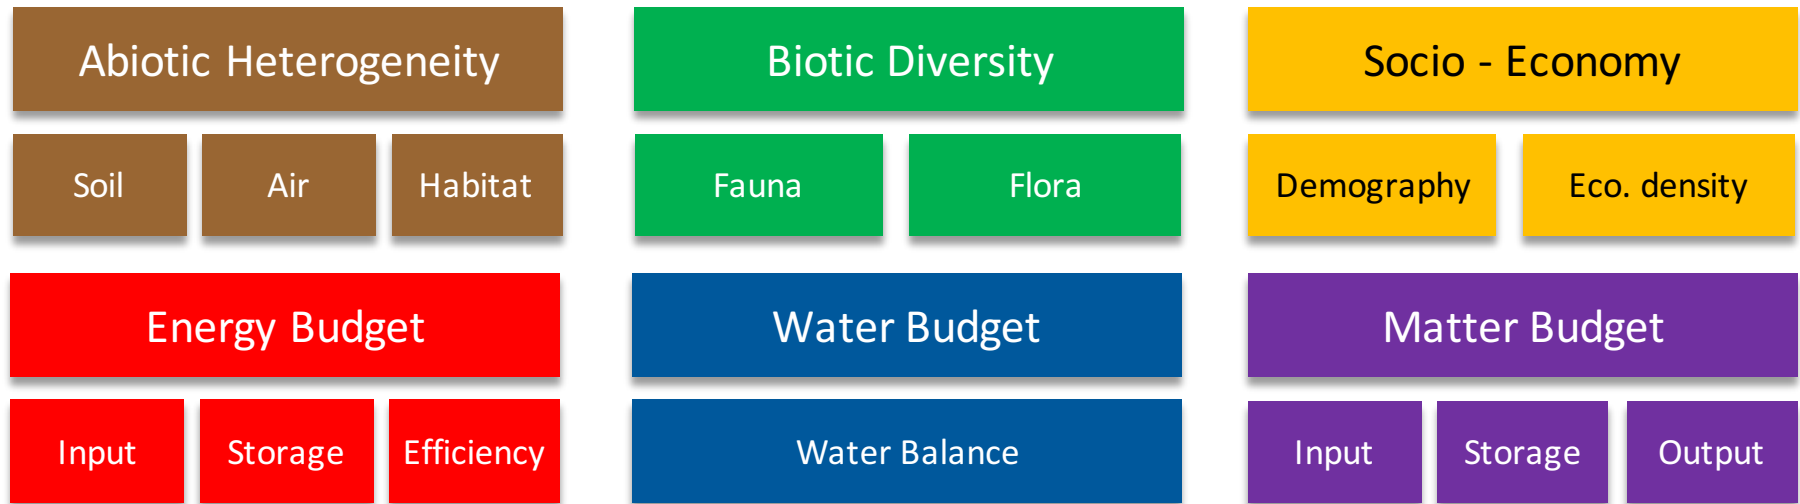 Abiotic Heterogeneity
Biotic Diversity
Socio - Economy
Soil
Air
Habitat
Fauna
Flora
Demography
Eco. density
Energy Budget
Water Budget
Matter Budget
Input
Storage
Efficiency
Water Balance
Input
Storage
Output